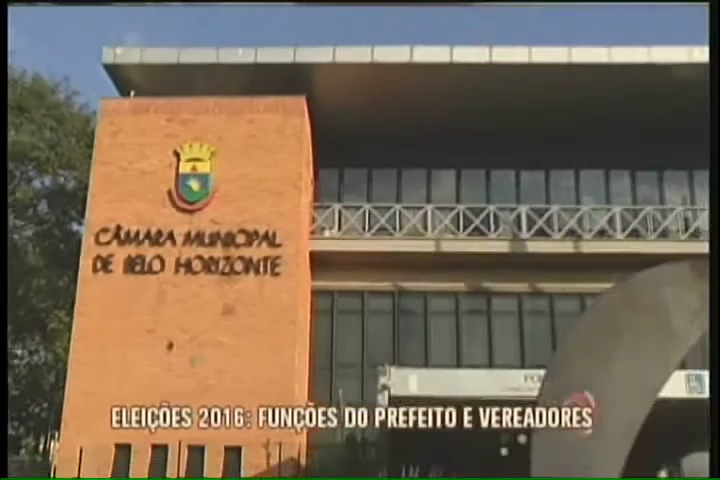 CÂMARA MUNICIPAL
DE BELO HORIZONTE
ELEIÇÕES 2016: FUNÇÕES DO PREFEITO E VEREADORES